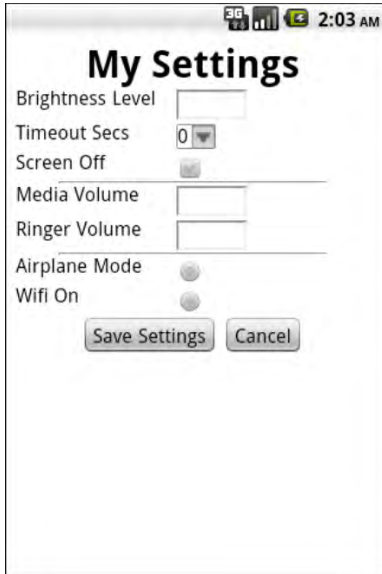 3G 2:03 AM
My Settings
Brightness Level
Timeout Secs 0
Screen Off
Media Volume
Ringer Volume
Airplane Mode
Wifi On
Save Settings Cancel